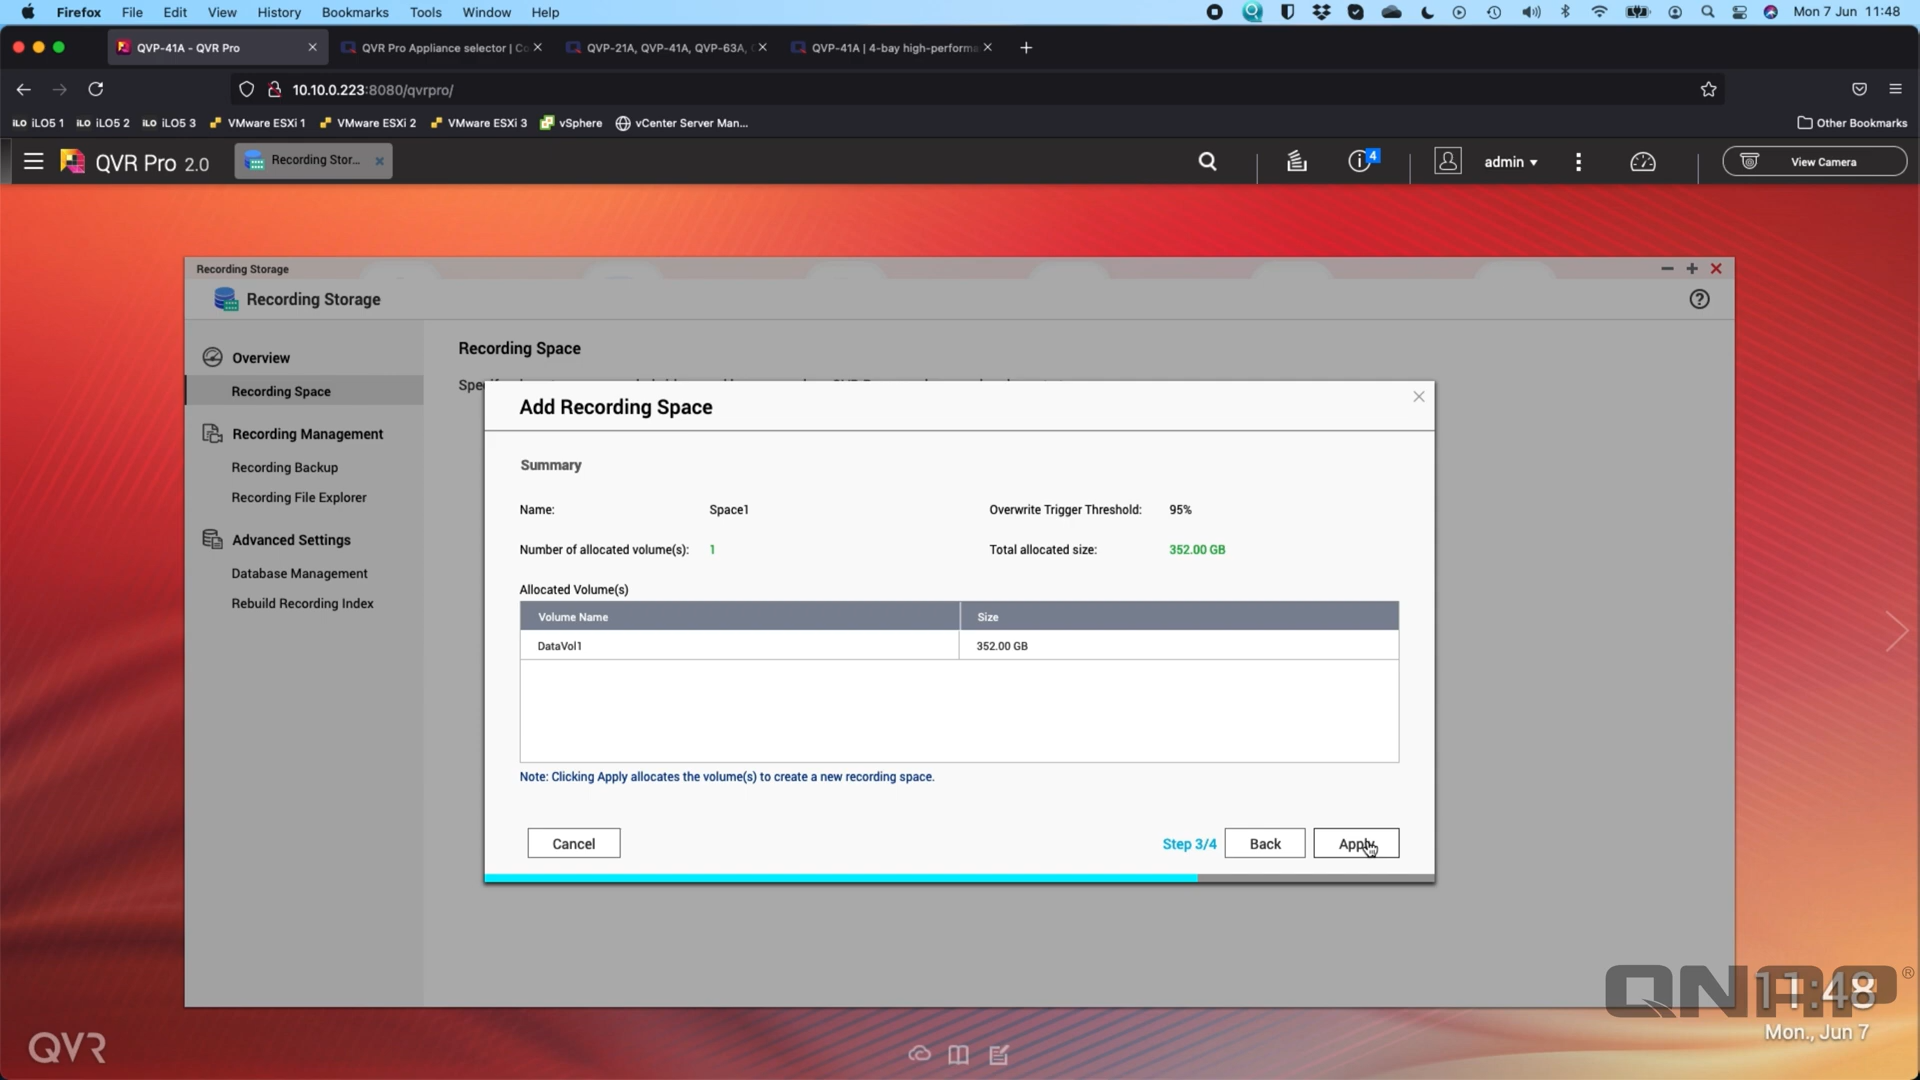 Firefox File Edit View History Bookmarks Tools Window Help Mon 7 Jun 11:48
QVP-41A - QVR Pro QVR Pro Appliance selector | Co QVP-21A, QVP-41A, QVP-63A, QVP-41A | 4-bay high-performa
10.10.0.223:8080/qvrpro/
iLO iLO5 1 iLO iLO5 2 iLO iLO5 3 VMware ESXi 1 VMware ESXi 2 VMware ESXi 3 vSphere vCenter Server Man... Other Bookmarks
QVR Pro 2.0 Recording Stor... 4 admin View Camera
Recording Storage
Recording Storage
Overview
Recording Space
Recording Management
Recording Backup
Recording File Explorer
Advanced Settings
Database Management
Rebuild Recording Index
Recording Space
Add Recording Space
Summary
Name: Space1 Overwrite Trigger Threshold: 95%
Number of allocated volume(s): 1 Total allocated size: 352.00 GB
Allocated Volume(s)
Volume Name Size
DataVol1 352.00 GB
Note: Clicking Apply allocates the volume(s) to create a new recording space.
Cancel Step 3/4 Back Apply
QNAP®
11:48
Mon., Jun 7
QVR